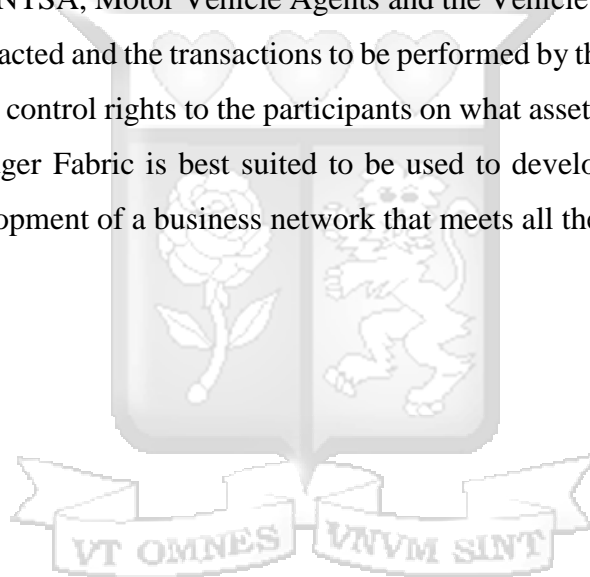 NTSA, Motor Vehicle Agents and the Vehicle
acted and the transactions to be performed by th
control rights to the participants on what asset
ger Fabric is best suited to be used to develo
opment of a business network that meets all the
VT OMNES VNVM SINT